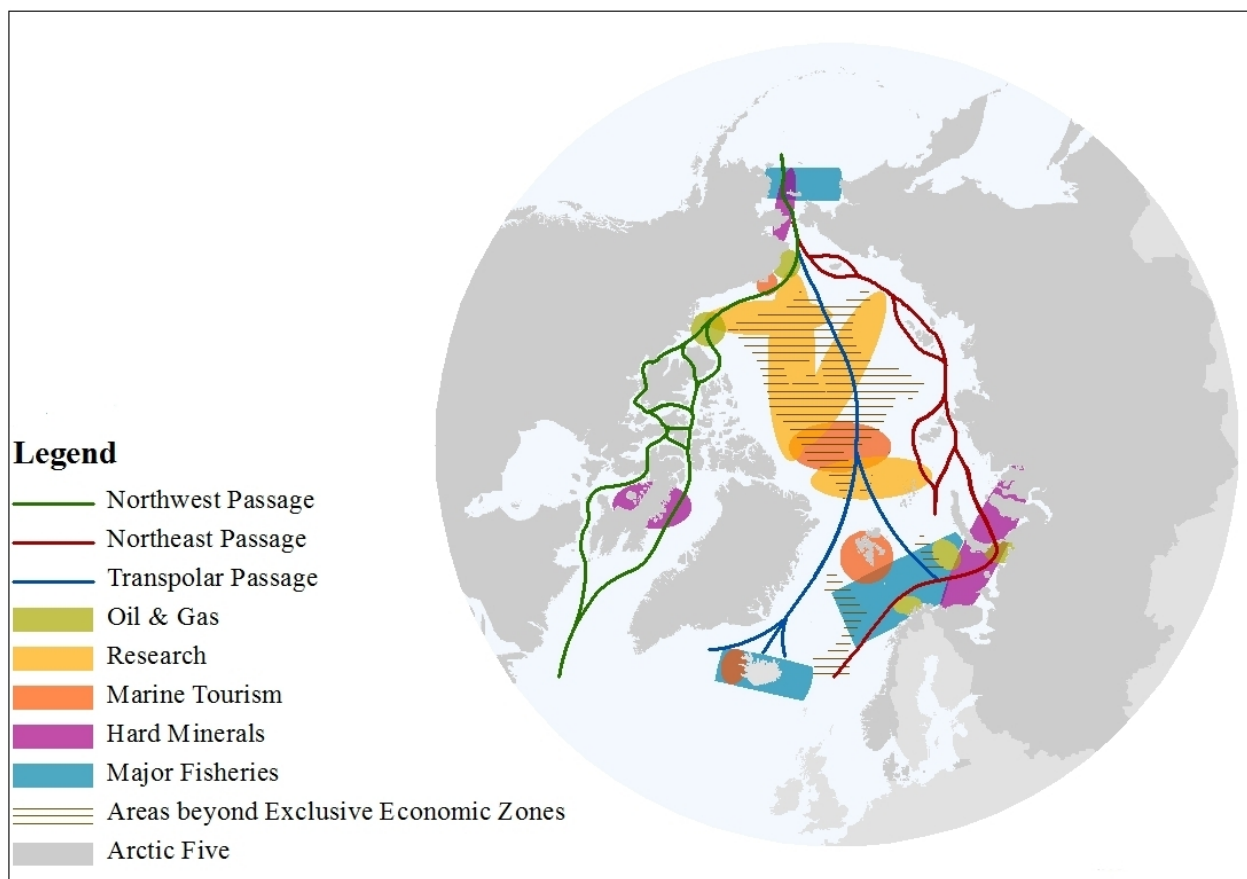 Legend
Northwest Passage
Northeast Passage
Transpolar Passage
Oil & Gas
Research
Marine Tourism
Hard Minerals
Major Fisheries
Areas beyond Exclusive Economic Zones
Arctic Five